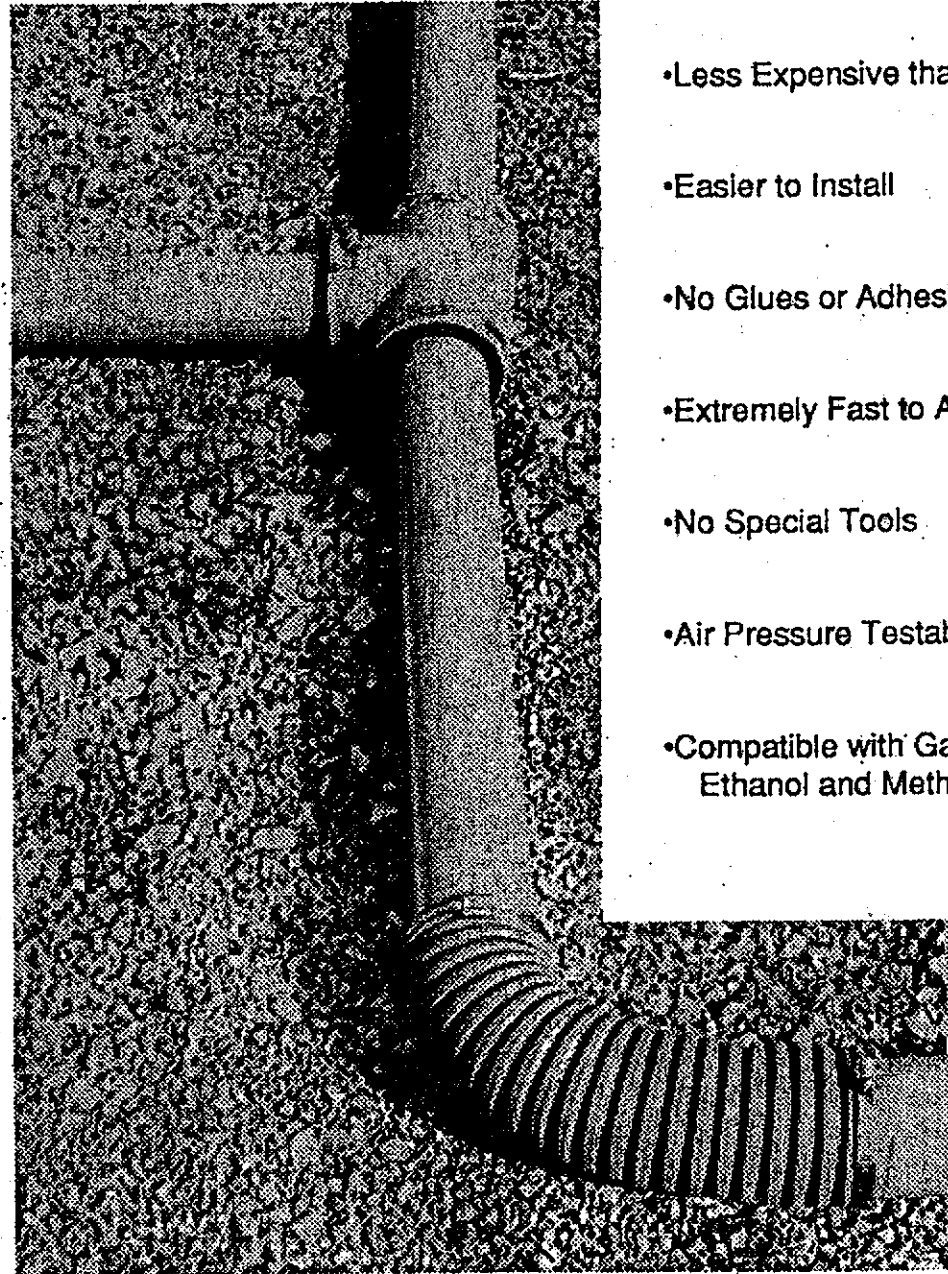 •Less Expensive tha
•Easier to Install
•No Glues or Adhes
•Extremely Fast to A
•No Special Tools
•Air Pressure Testal
•Compatible with Ga
Ethanol and Meth